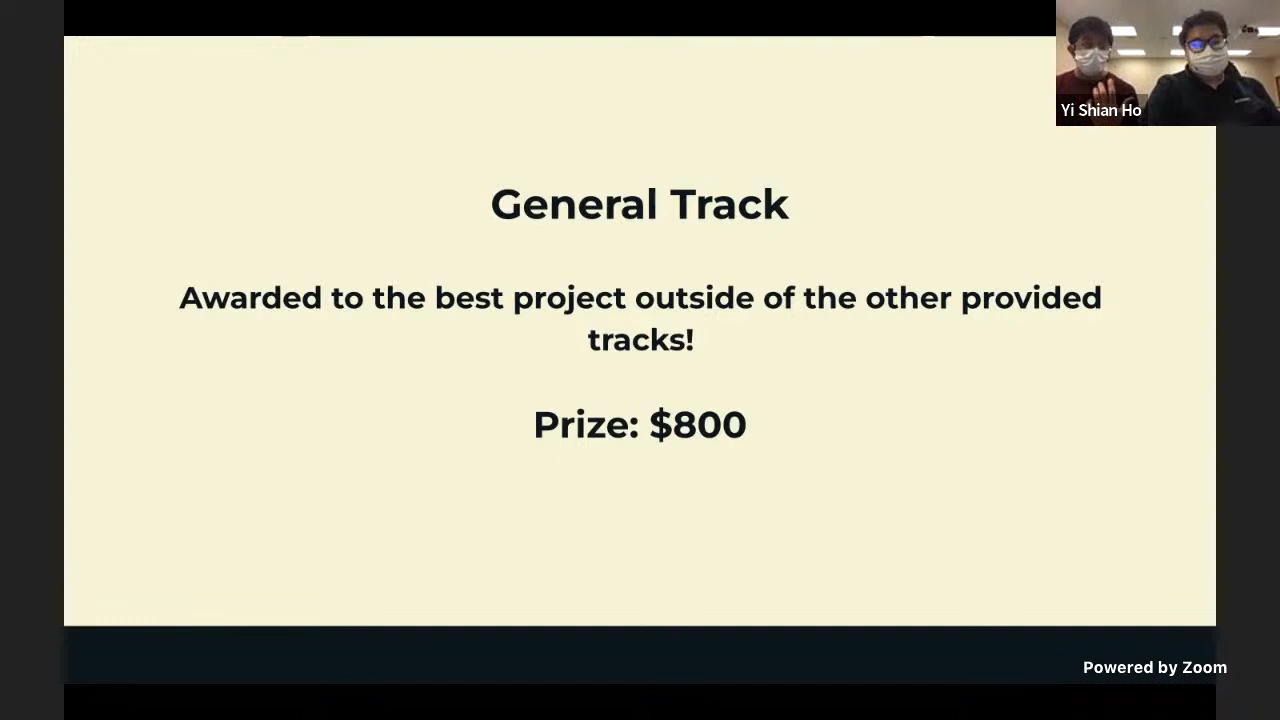 Yi Shian Ho
General Track
Awarded to the best project outside of the other provided
tracks!
Prize: $800
Powered by Zoom